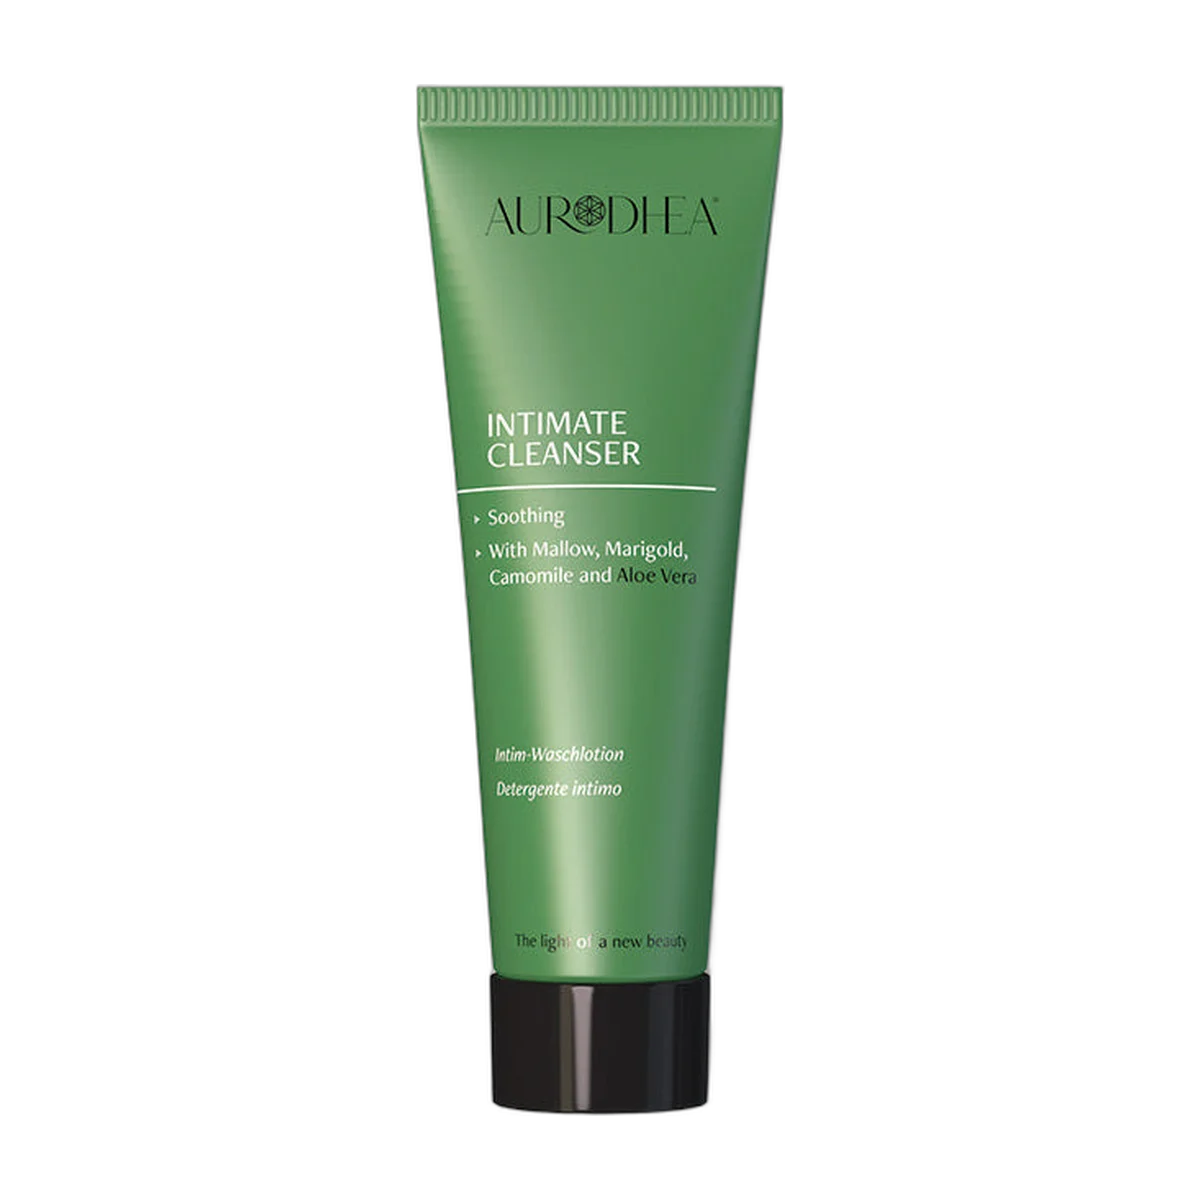 AURODHEA®
INTIMATE
CLEANSER
Soothing
With Mallow, Marigold,
Camomile and Aloe Vera
Intim-Waschlotion
Detergente intimo
The light of a new beauty